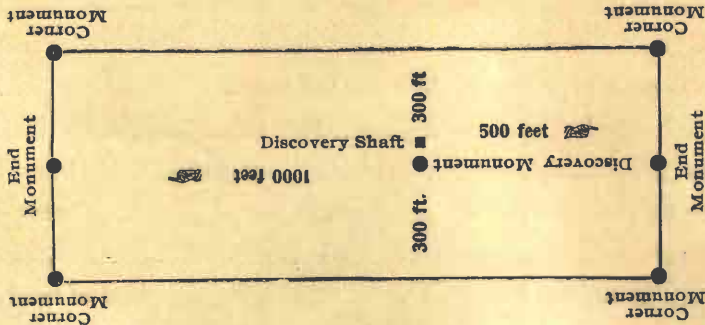 Corner
Monument
Corner
Monument
End
Monument
300 ft
500 feet
Discovery Shaft
Discovery Monument
1000 feet
300 ft.
End
Monument
Corner
Monument
Corner
Monument